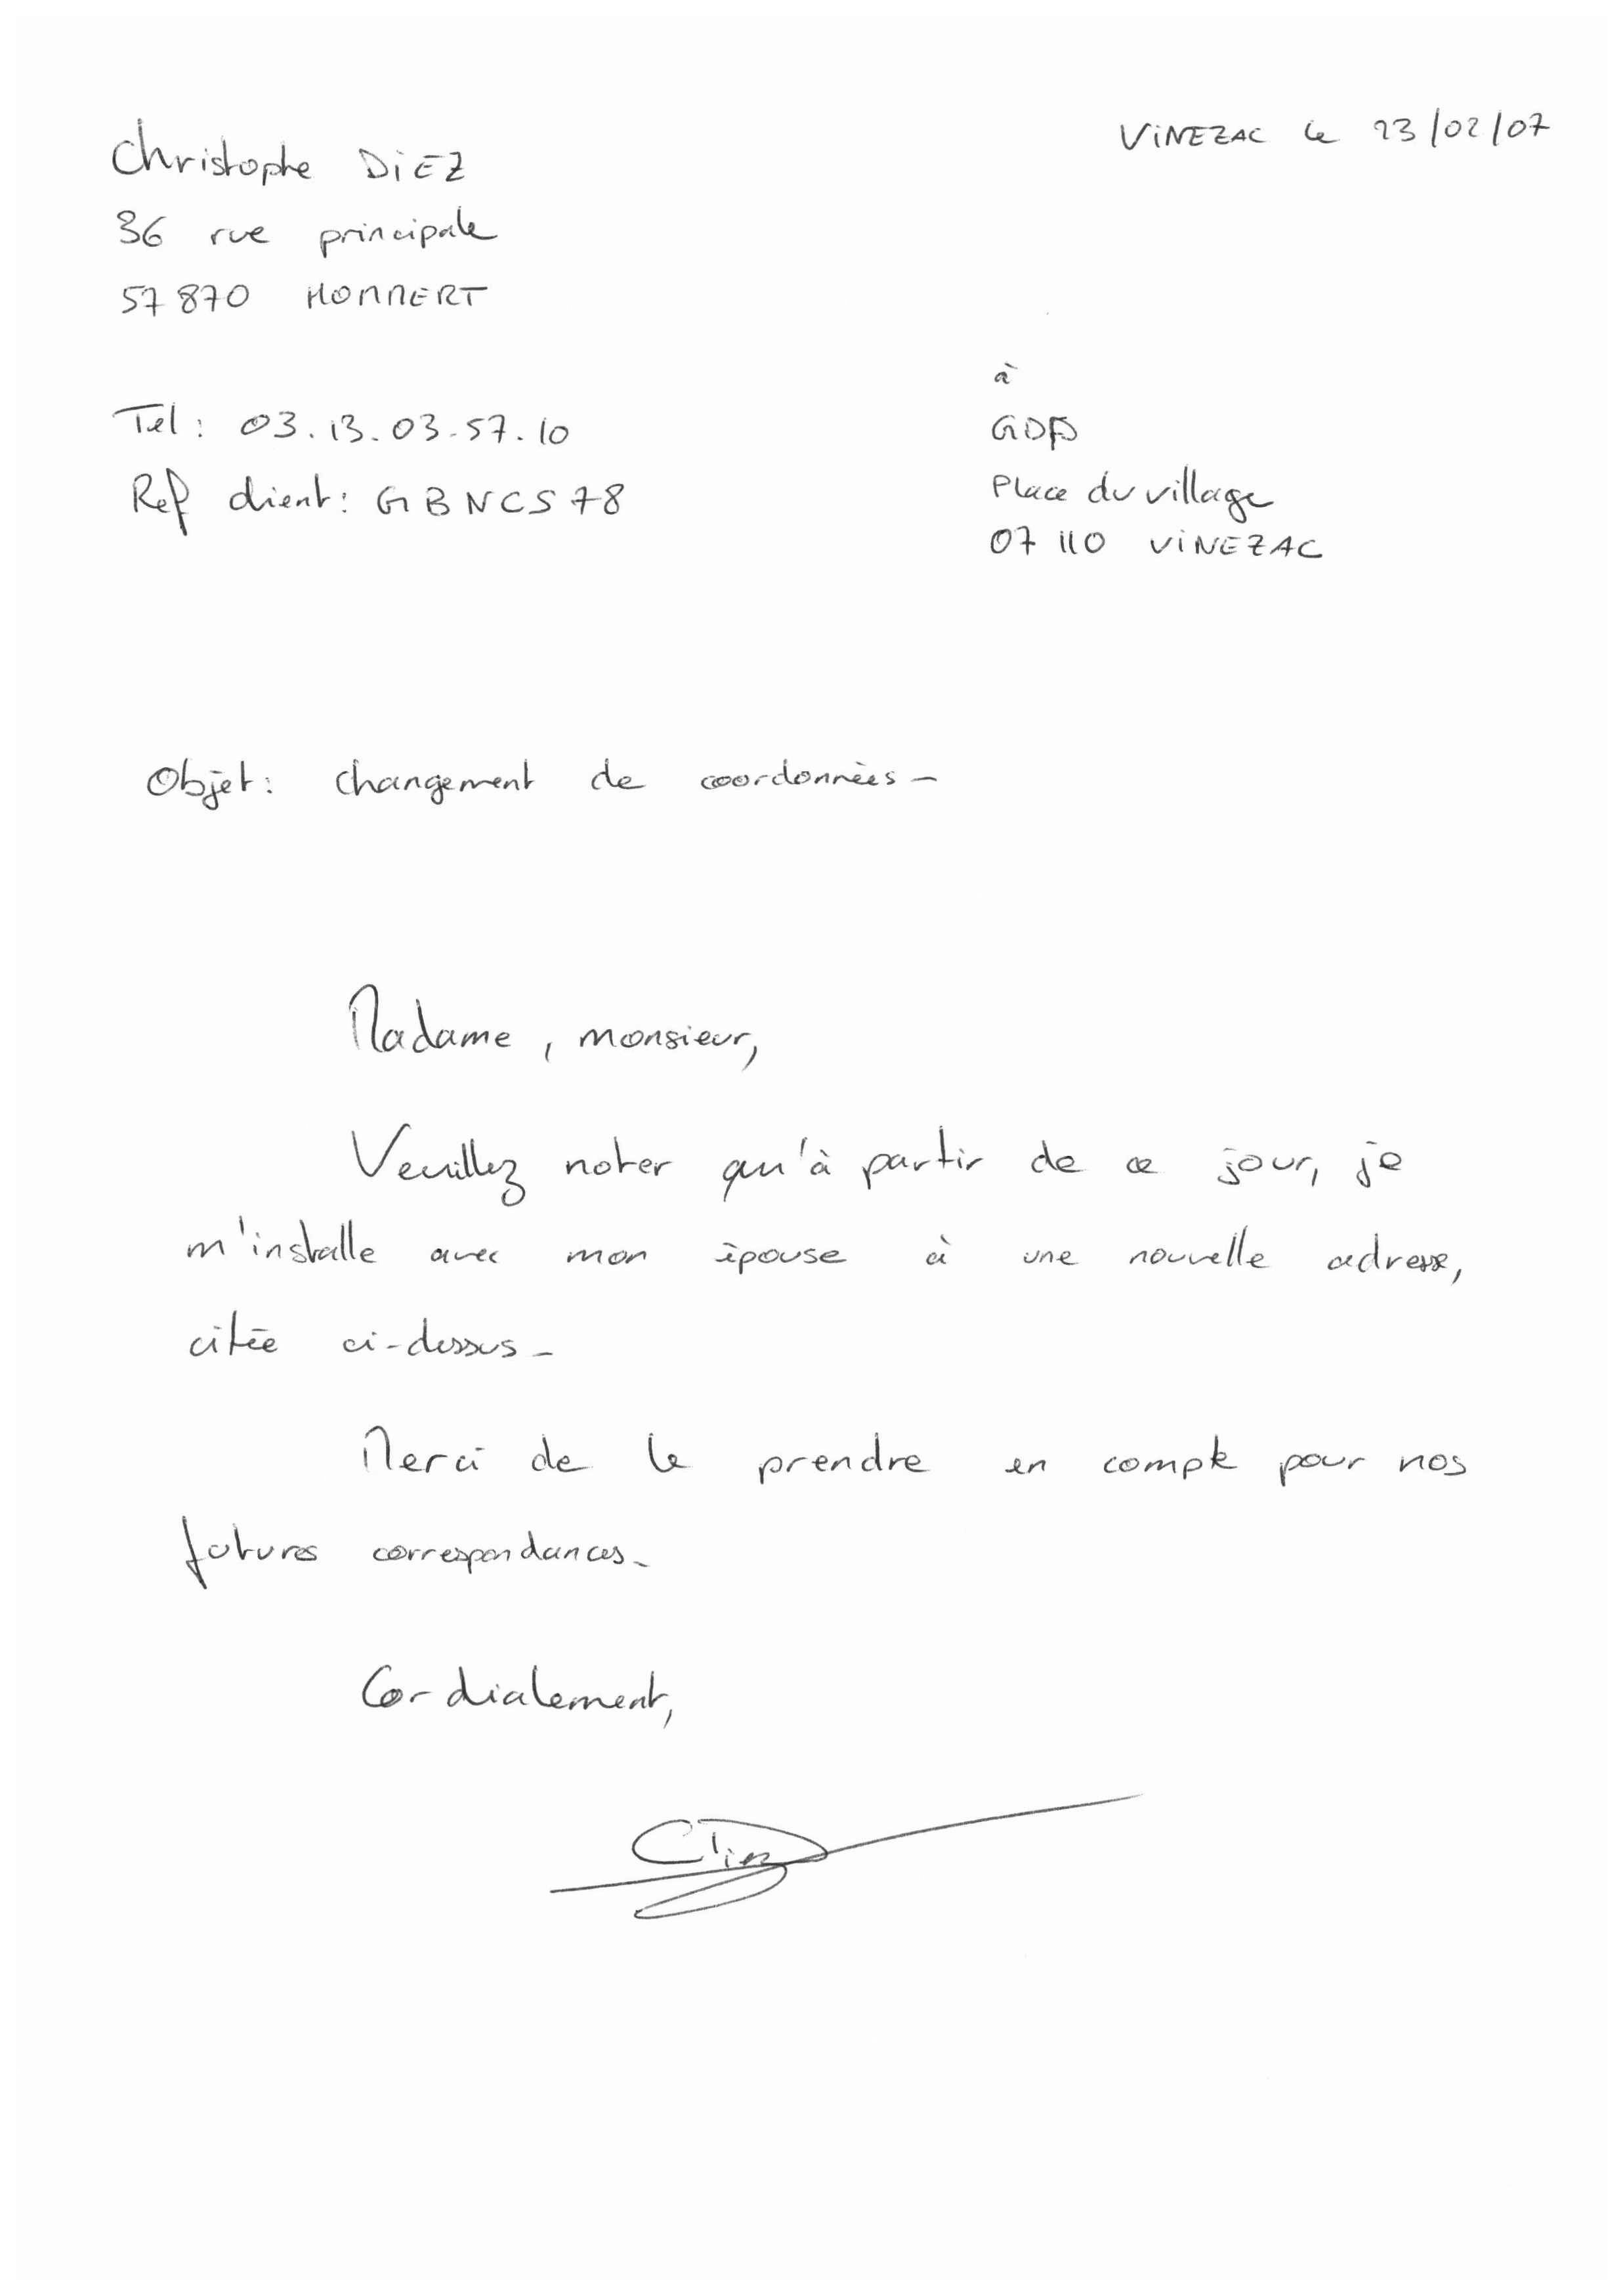 Christophe DiEZ
36 rue principale
57870 HOMMERT
Tel : 03.13.03.57.10
Ref client : GBNCS78
ViNEZAC le 23/02/07
à
GDF
Place du village
07 110 ViNEZAC
Objet : changement de coordonnées -
Madame, monsieur,
Veuillez noter qu'à partir de ce jour, je
m'installe avec mon épouse à une nouvelle adresse,
citée ci-dessus -
Merci de le prendre en compte pour nos
futures correspondances -
Cordialement,